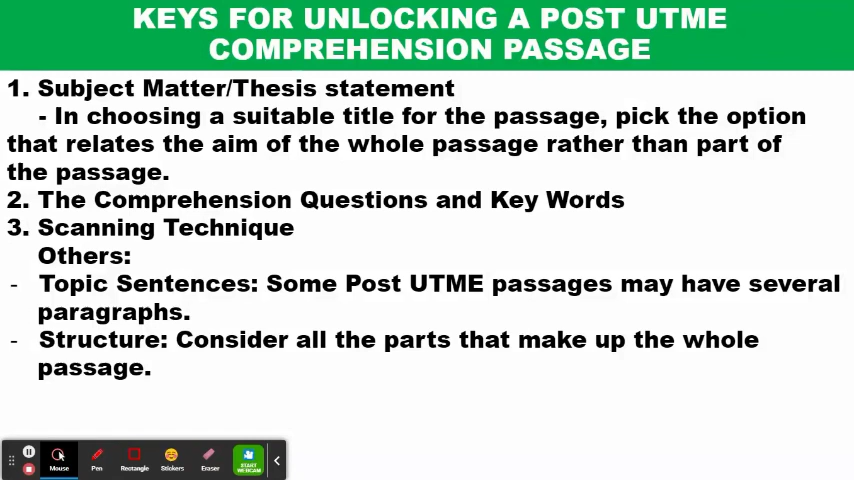 KEYS FOR UNLOCKING A POST UTME
COMPREHENSION PASSAGE
1. Subject Matter/Thesis statement
- In choosing a suitable title for the passage, pick the option
that relates the aim of the whole passage rather than part of
the passage.
2. The Comprehension Questions and Key Words
3. Scanning Technique
Others:
- Topic Sentences: Some Post UTME passages may have several
paragraphs.
- Structure: Consider all the parts that make up the whole
passage.
Mouse Pen Rectangle Stickers Eraser START WEBCAM